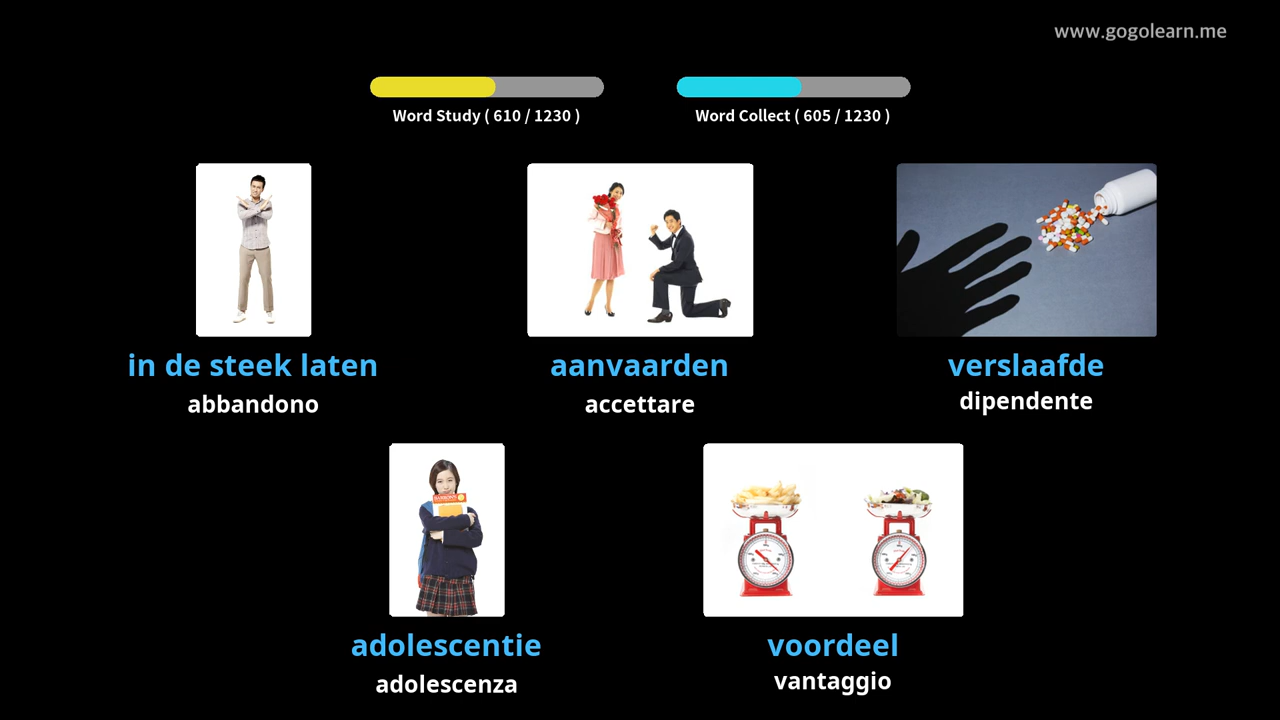 www.gogolearn.me
Word Study ( 610 / 1230 )
Word Collect ( 605 / 1230 )
in de steek laten
abbandono
aanvaarden
accettare
verslaafde
dipendente
adolescentie
adolescenza
voordeel
vantaggio